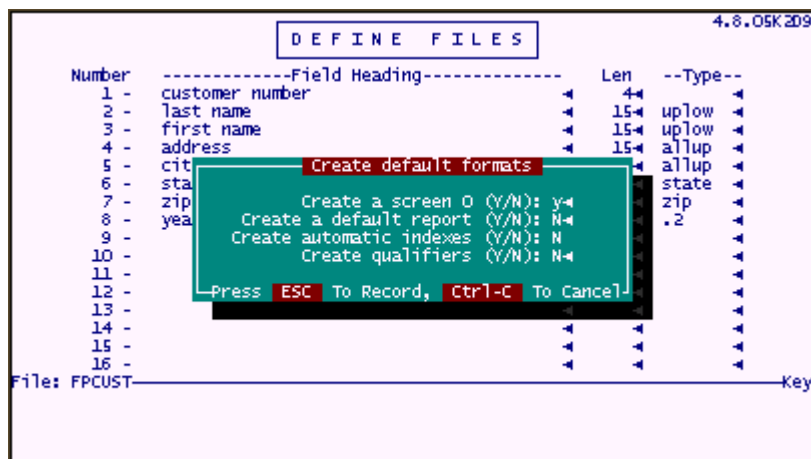 4.8.05K2D9
DEFINE FILES
Number -------------Field Heading-------------- Len --Type--
1 - customer number 4
2 - last name 15 uplow
3 - first name 15 uplow
4 - address 15 allup
5 - cit allup
6 - sta state
7 - zip zip
8 - yea .2
9 -
10 -
11 -
12 -
13 -
14 -
15 -
16 -
Create default formats
Create a screen 0 (Y/N): y
Create a default report (Y/N): N
Create automatic indexes (Y/N): N
Create qualifiers (Y/N): N
Press ESC To Record, Ctrl-C To Cancel
File: FPCUST Key